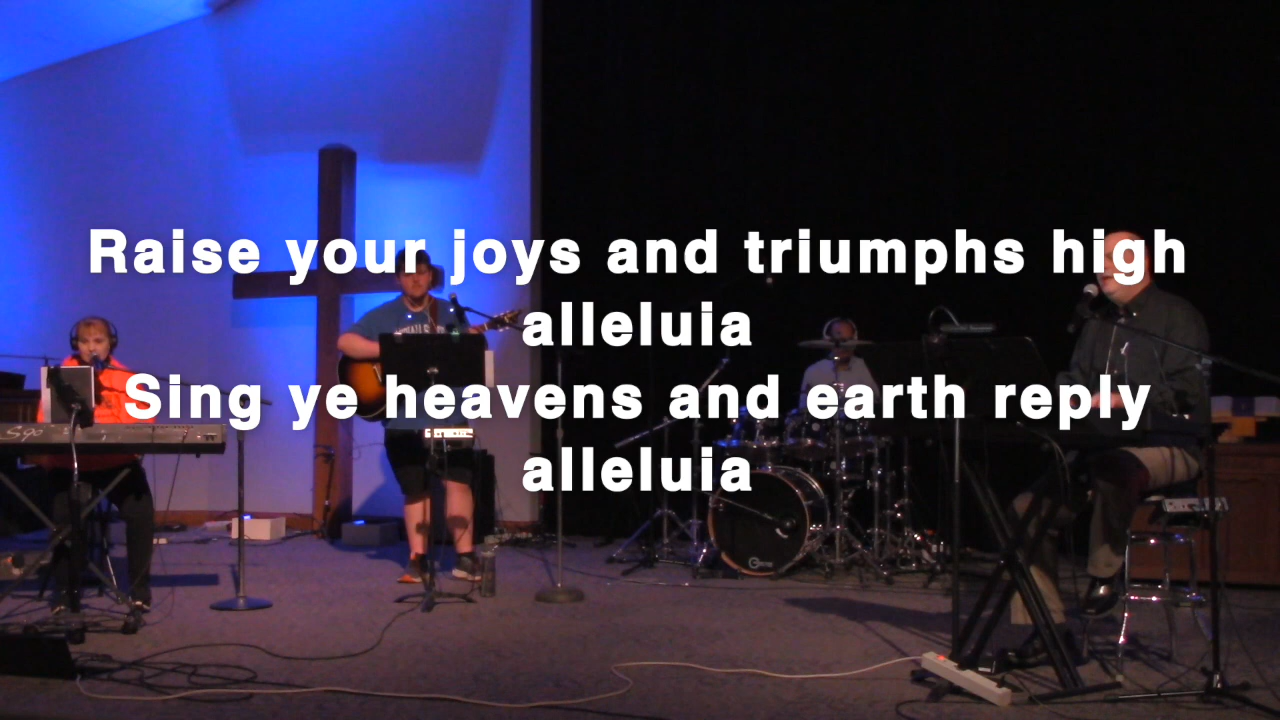 Raise your joys and triumphs high
alleluia
Sing ye heavens and earth reply
alleluia